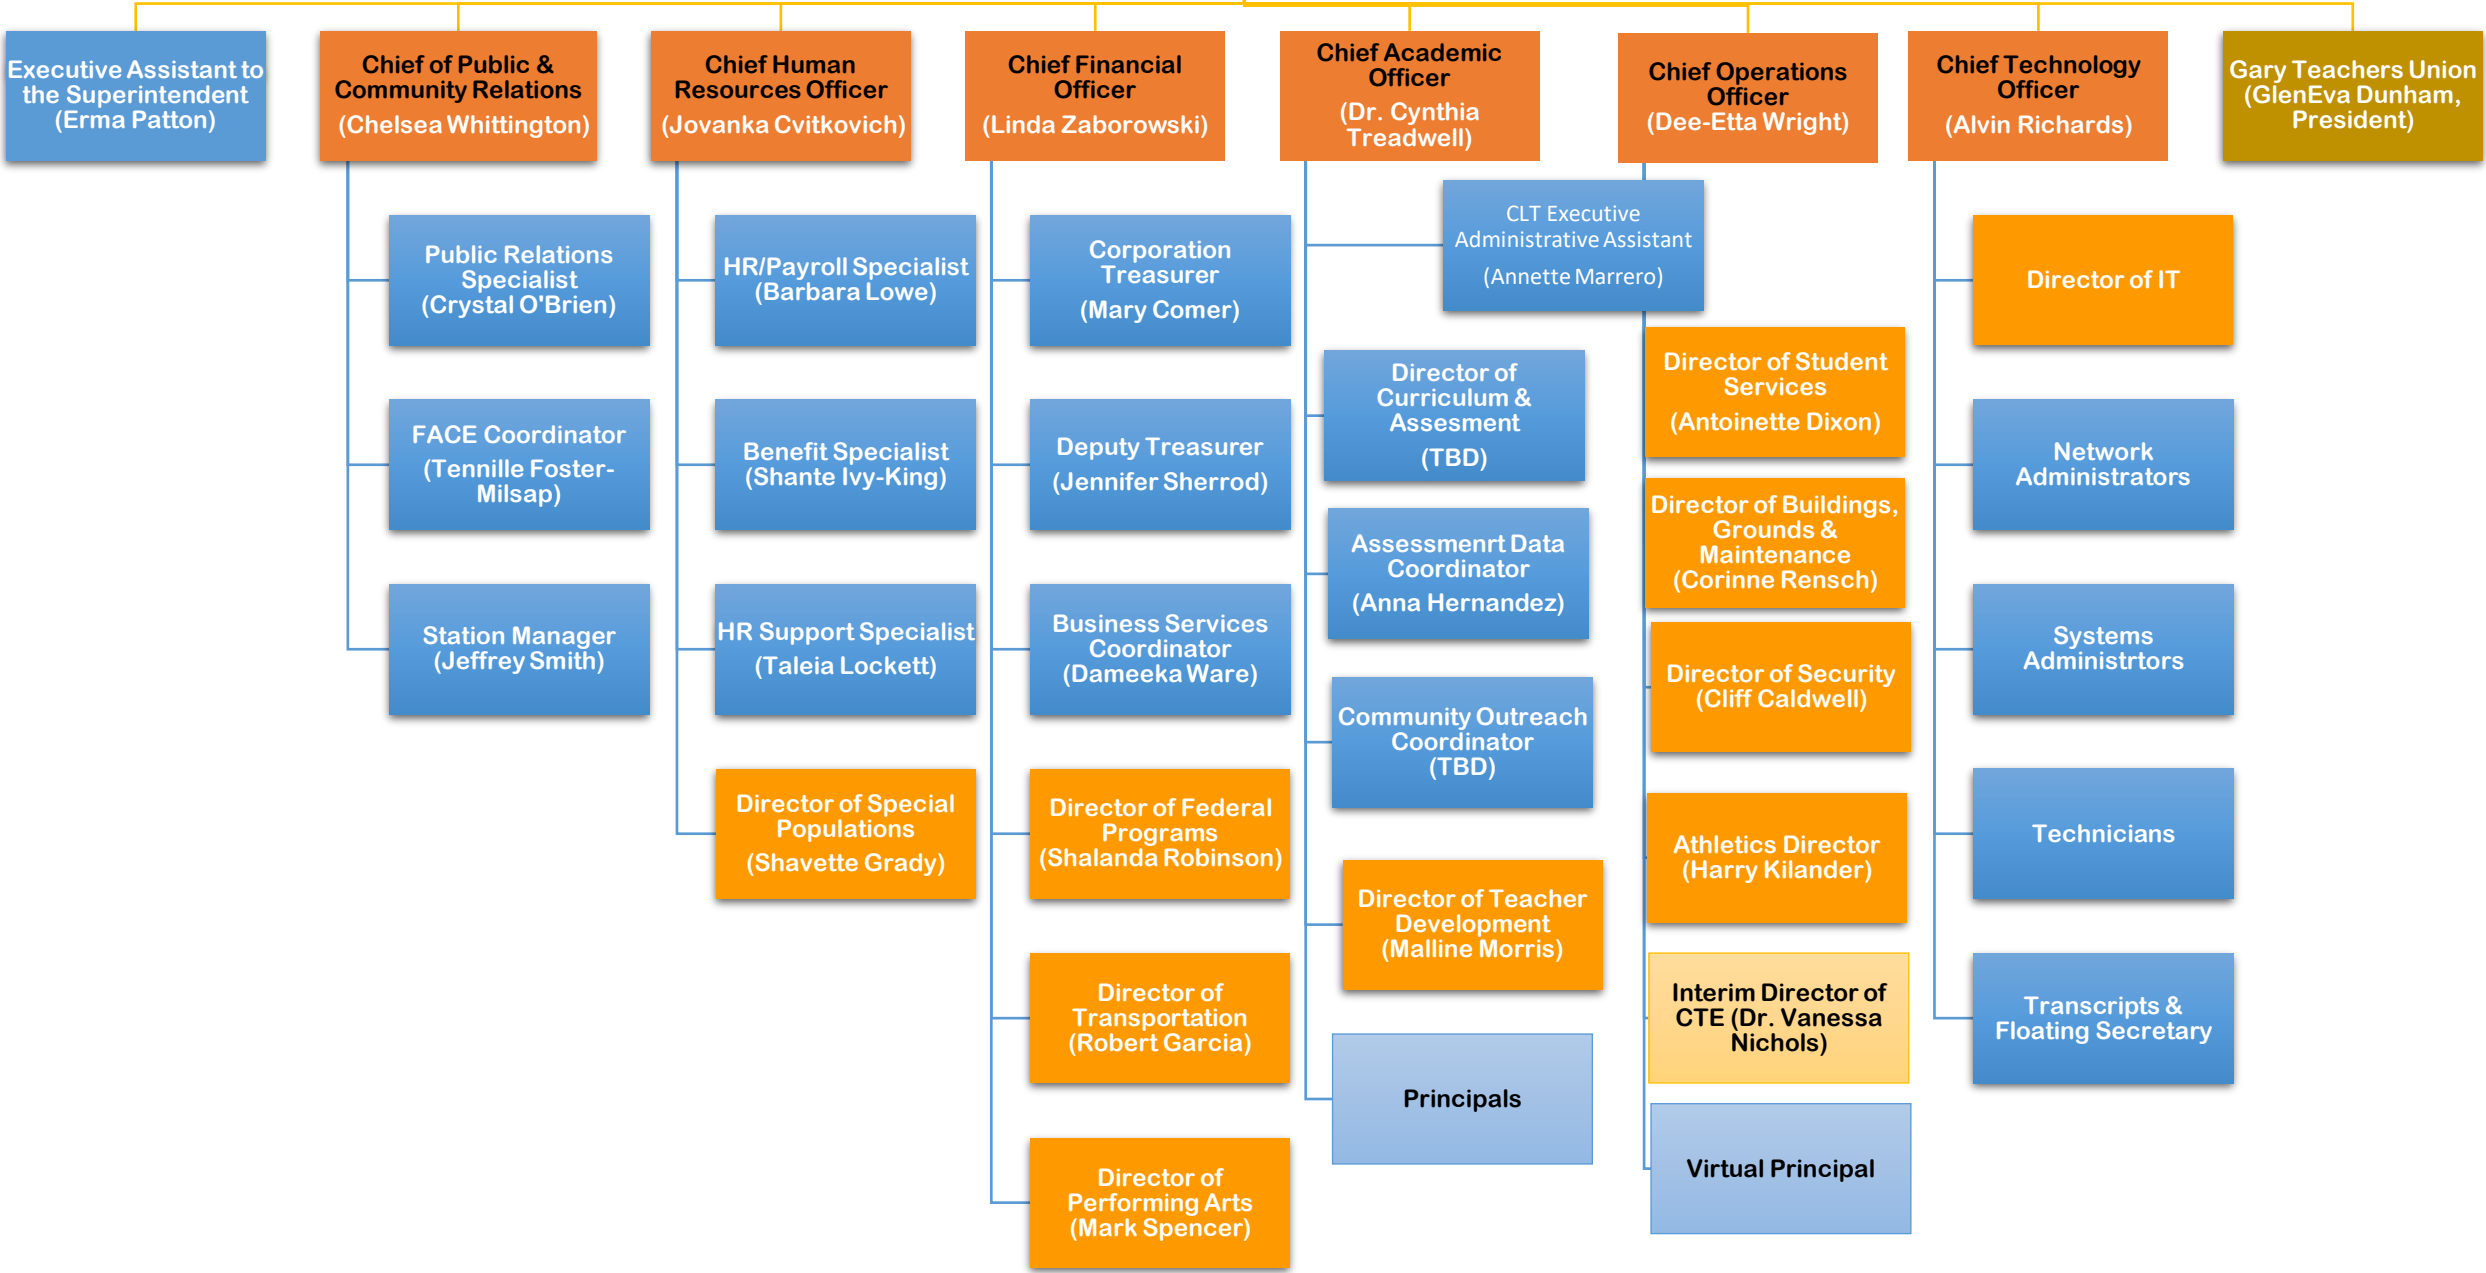 Executive Assistant to
the Superintendent
(Erma Patton)
Chief of Public &
Community Relations
(Chelsea Whittington)
Chief Human
Resources Officer
(Jovanka Cvitkovich)
Chief Financial
Officer
(Linda Zaborowski)
Chief Academic
Officer
(Dr. Cynthia
Treadwell)
Chief Operations
Officer
(Dee-Etta Wright)
Chief Technology
Officer
(Alvin Richards)
Gary Teachers Union
(GlenEva Dunham,
President)
Public Relations
Specialist
(Crystal O'Brien)
FACE Coordinator
(Tennille Foster-
Milsap)
Station Manager
(Jeffrey Smith)
HR/Payroll Specialist
(Barbara Lowe)
Benefit Specialist
(Shante Ivy-King)
HR Support Specialist
(Taleia Lockett)
Director of Special
Populations
(Shavette Grady)
Corporation
Treasurer
(Mary Comer)
Deputy Treasurer
(Jennifer Sherrod)
Business Services
Coordinator
(Dameeka Ware)
Director of Federal
Programs
(Shalanda Robinson)
Director of
Transportation
(Robert Garcia)
Director of
Performing Arts
(Mark Spencer)
CLT Executive
Administrative Assistant
(Annette Marrero)
Director of
Curriculum &
Assesment
(TBD)
Assessmenrt Data
Coordinator
(Anna Hernandez)
Community Outreach
Coordinator
(TBD)
Director of Teacher
Development
(Malline Morris)
Principals
Director of Student
Services
(Antoinette Dixon)
Director of Buildings,
Grounds &
Maintenance
(Corinne Rensch)
Director of Security
(Cliff Caldwell)
Athletics Director
(Harry Kilander)
Interim Director of
CTE (Dr. Vanessa
Nichols)
Virtual Principal
Director of IT
Network
Administrators
Systems
Administrtors
Technicians
Transcripts &
Floating Secretary